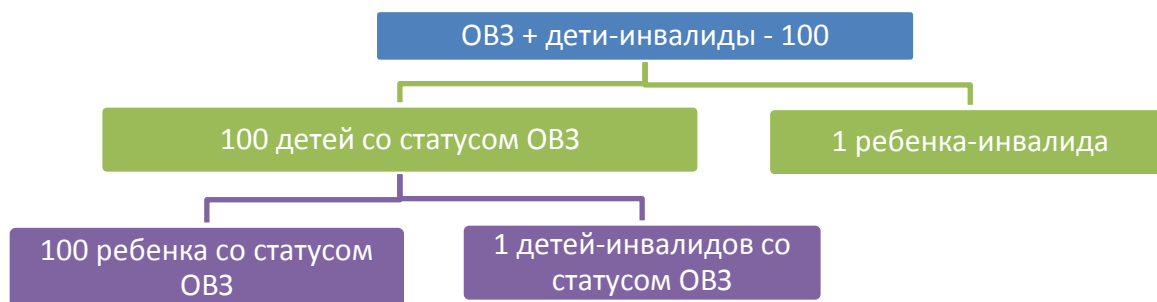 ОВЗ + дети-инвалиды - 100
100 детей со статусом ОВЗ
1 ребенка-инвалида
100 ребенка со статусом
ОВЗ
1 детей-инвалидов со
статусом ОВЗ